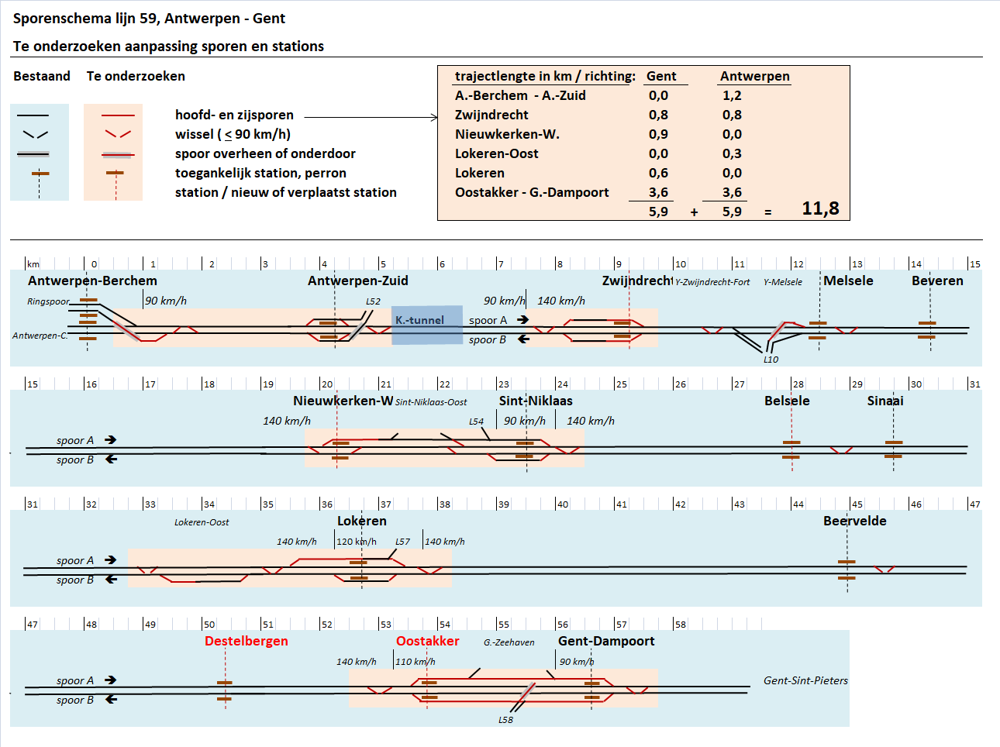 Sporenschema lijn 59, Antwerpen - Gent
Te onderzoeken aanpassing sporen en stations
Bestaand Te onderzoeken
hoofd- en zijsporen
wissel ( ≤ 90 km/h)
spoor overheen of onderdoor
toegankelijk station, perron
station / nieuw of verplaatst station
trajectlengte in km / richting: Gent Antwerpen
A.-Berchem - A.-Zuid 0,0 1,2
Zwijndrecht 0,8 0,8
Nieuwkerken-W. 0,9 0,0
Lokeren-Oost 0,0 0,3
Lokeren 0,6 0,0
Oostakker - G.-Dampoort 3,6 3,6
5,9 + 5,9 = 11,8
km 0 1 2 3 4 5 6 7 8 9 10 11 12 13 14 15
Antwerpen-Berchem Antwerpen-Zuid Zwijndrecht Y-Zwijndrecht-Fort Y-Melsele Melsele Beveren
Ringspoor 90 km/h L52 90 km/h 140 km/h
K.-tunnel spoor A
Antwerpen-C. spoor B
L10
15 16 17 18 19 20 21 22 23 24 25 26 27 28 29 30 31
Nieuwkerken-W Sint-Niklaas-Oost Sint-Niklaas Belsele Sinaai
140 km/h L54 90 km/h 140 km/h
spoor A
spoor B
31 32 33 34 35 36 37 38 39 40 41 42 43 44 45 46 47
Lokeren-Oost Lokeren Beervelde
140 km/h 120 km/h L57 140 km/h
spoor A
spoor B
47 48 49 50 51 52 53 54 55 56 57 58
Destelbergen Oostakker G.-Zeehaven Gent-Dampoort
140 km/h 110 km/h 90 km/h
spoor A Gent-Sint-Pieters
spoor B
L58